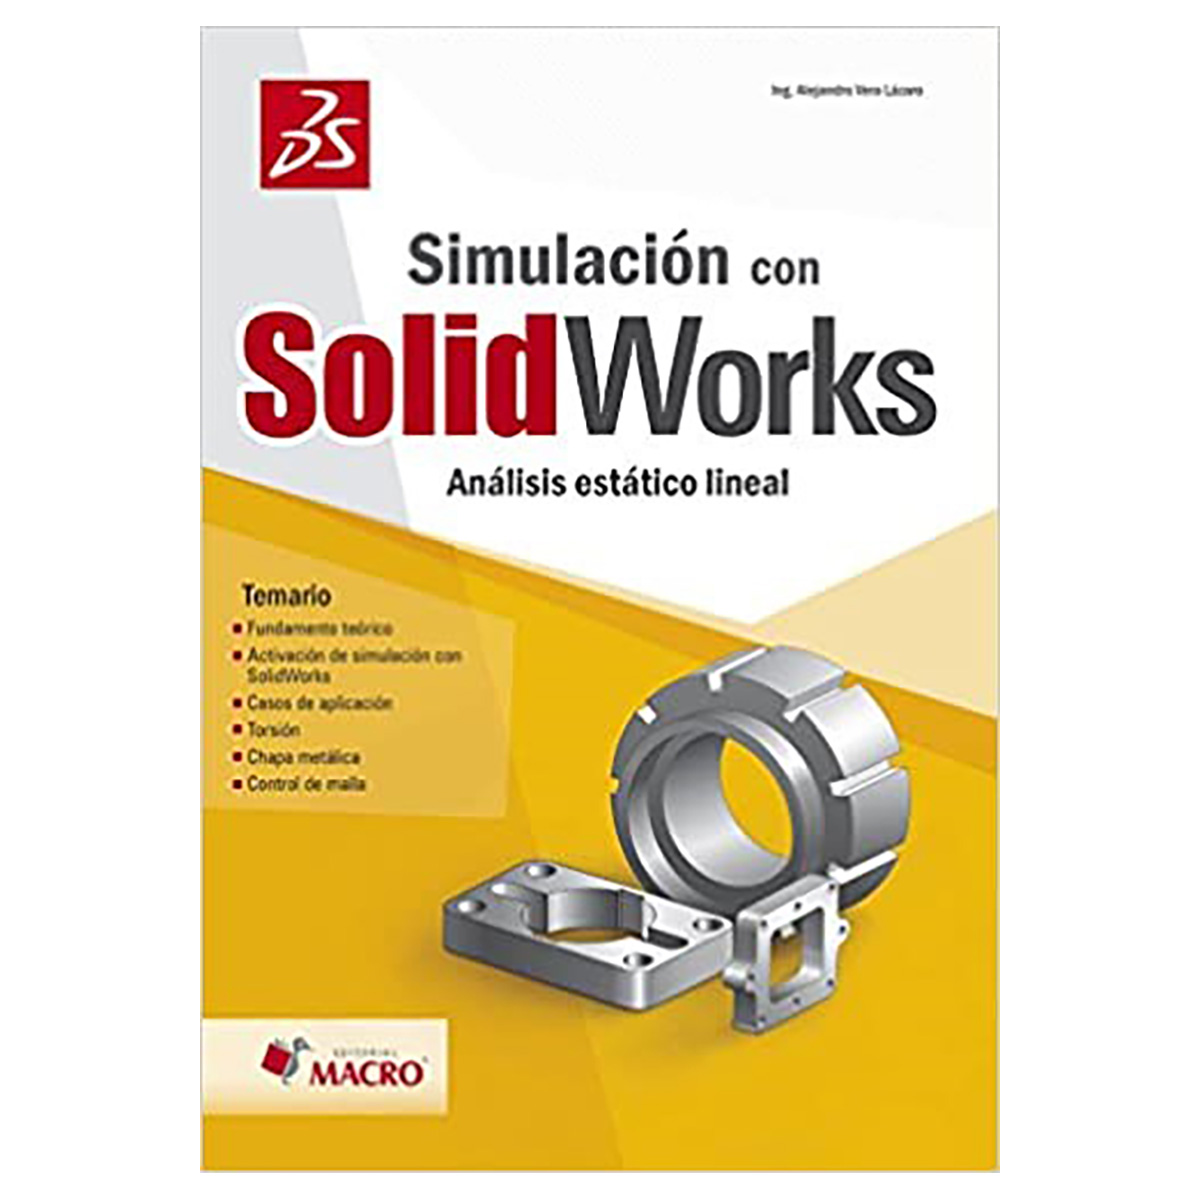 Ing. Alejandro Vera Lázaro
3DS
Simulación con
SolidWorks
Análisis estático lineal
Temario
Fundamento teórico
Activación de simulación con
SolidWorks
Casos de aplicación
Torsión
Chapa metálica
Control de malla
EDITORIAL
MACRO